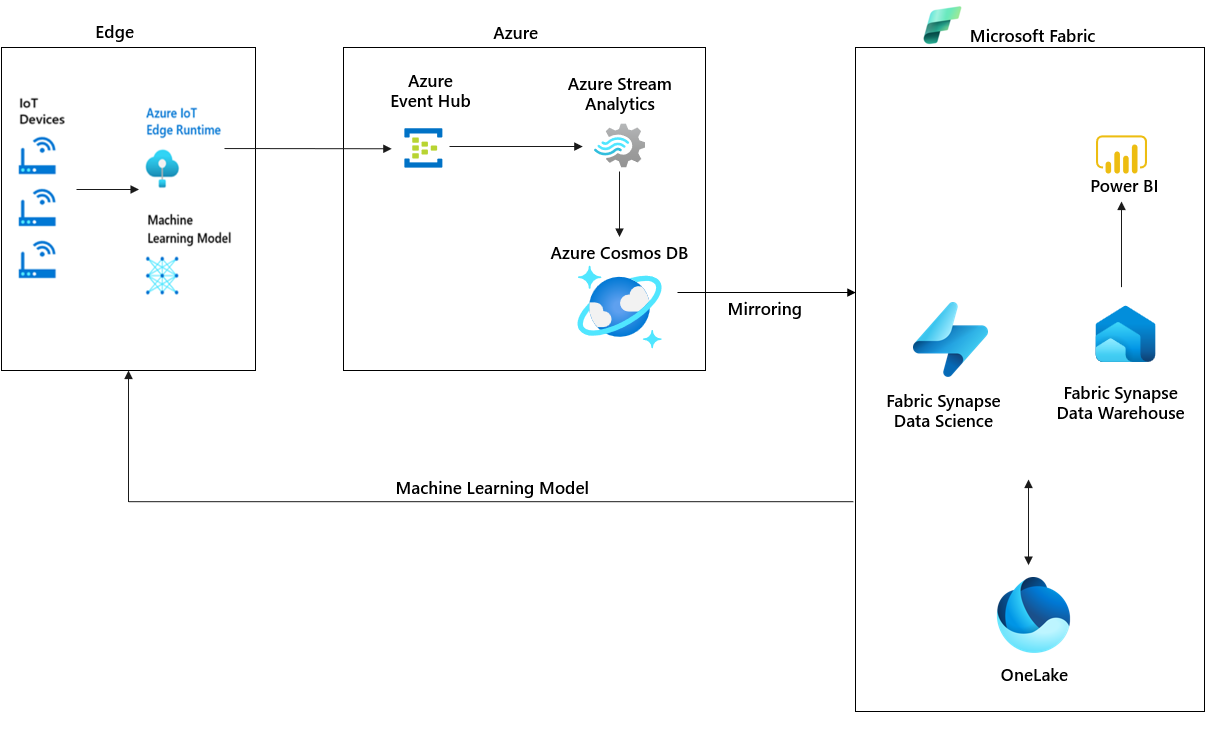 Edge
Azure
Microsoft Fabric
IoT
Devices
Azure IoT
Edge Runtime
Machine
Learning Model
Azure
Event Hub
Azure Stream
Analytics
Azure Cosmos DB
Mirroring
Power BI
Fabric Synapse
Data Science
Fabric Synapse
Data Warehouse
Machine Learning Model
OneLake